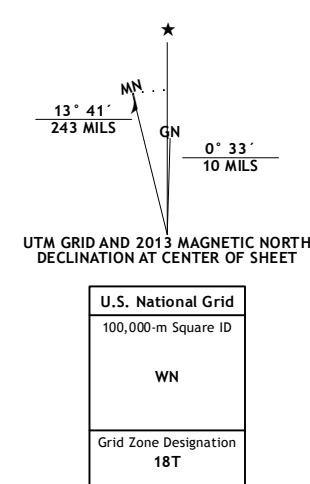 ★
MN
GN
13° 41´
243 MILS
0° 33´
10 MILS
UTM GRID AND 2013 MAGNETIC NORTH
DECLINATION AT CENTER OF SHEET
U.S. National Grid
100,000-m Square ID
WN
Grid Zone Designation
18T